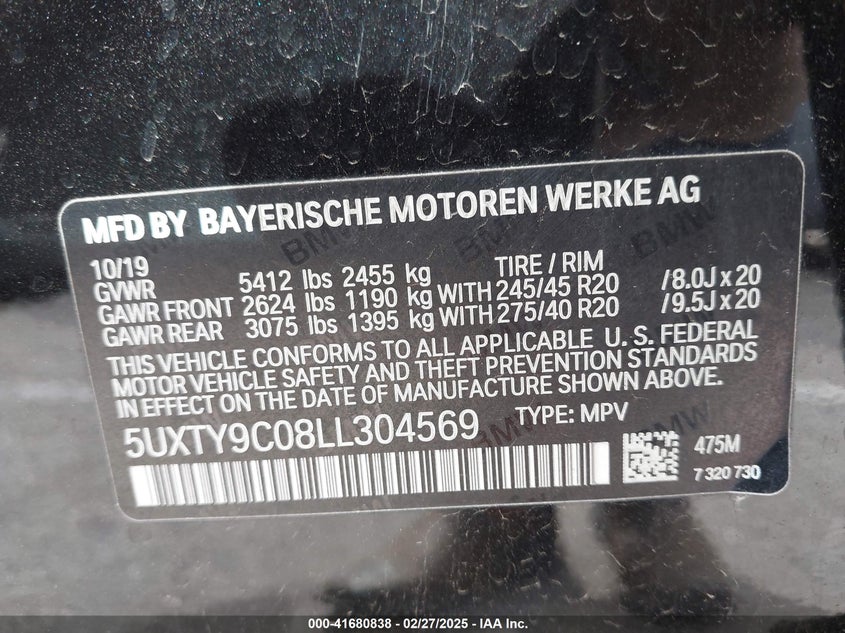 MFD BY BAYERISCHE MOTOREN WERKE AG
10/19 TIRE / RIM
GVWR 5412 lbs 2455 kg
GAWR FRONT 2624 lbs 1190 kg WITH 245/45 R20 /8.0J x 20
GAWR REAR 3075 lbs 1395 kg WITH 275/40 R20 /9.5J x 20
THIS VEHICLE CONFORMS TO ALL APPLICABLE U. S. FEDERAL
MOTOR VEHICLE SAFETY AND THEFT PREVENTION STANDARDS
IN EFFECT ON THE DATE OF MANUFACTURE SHOWN ABOVE.
5UXTY9C08LL304569 TYPE: MPV
475M
7 320 730
000-41680838 - 02/27/2025 - IAA Inc.